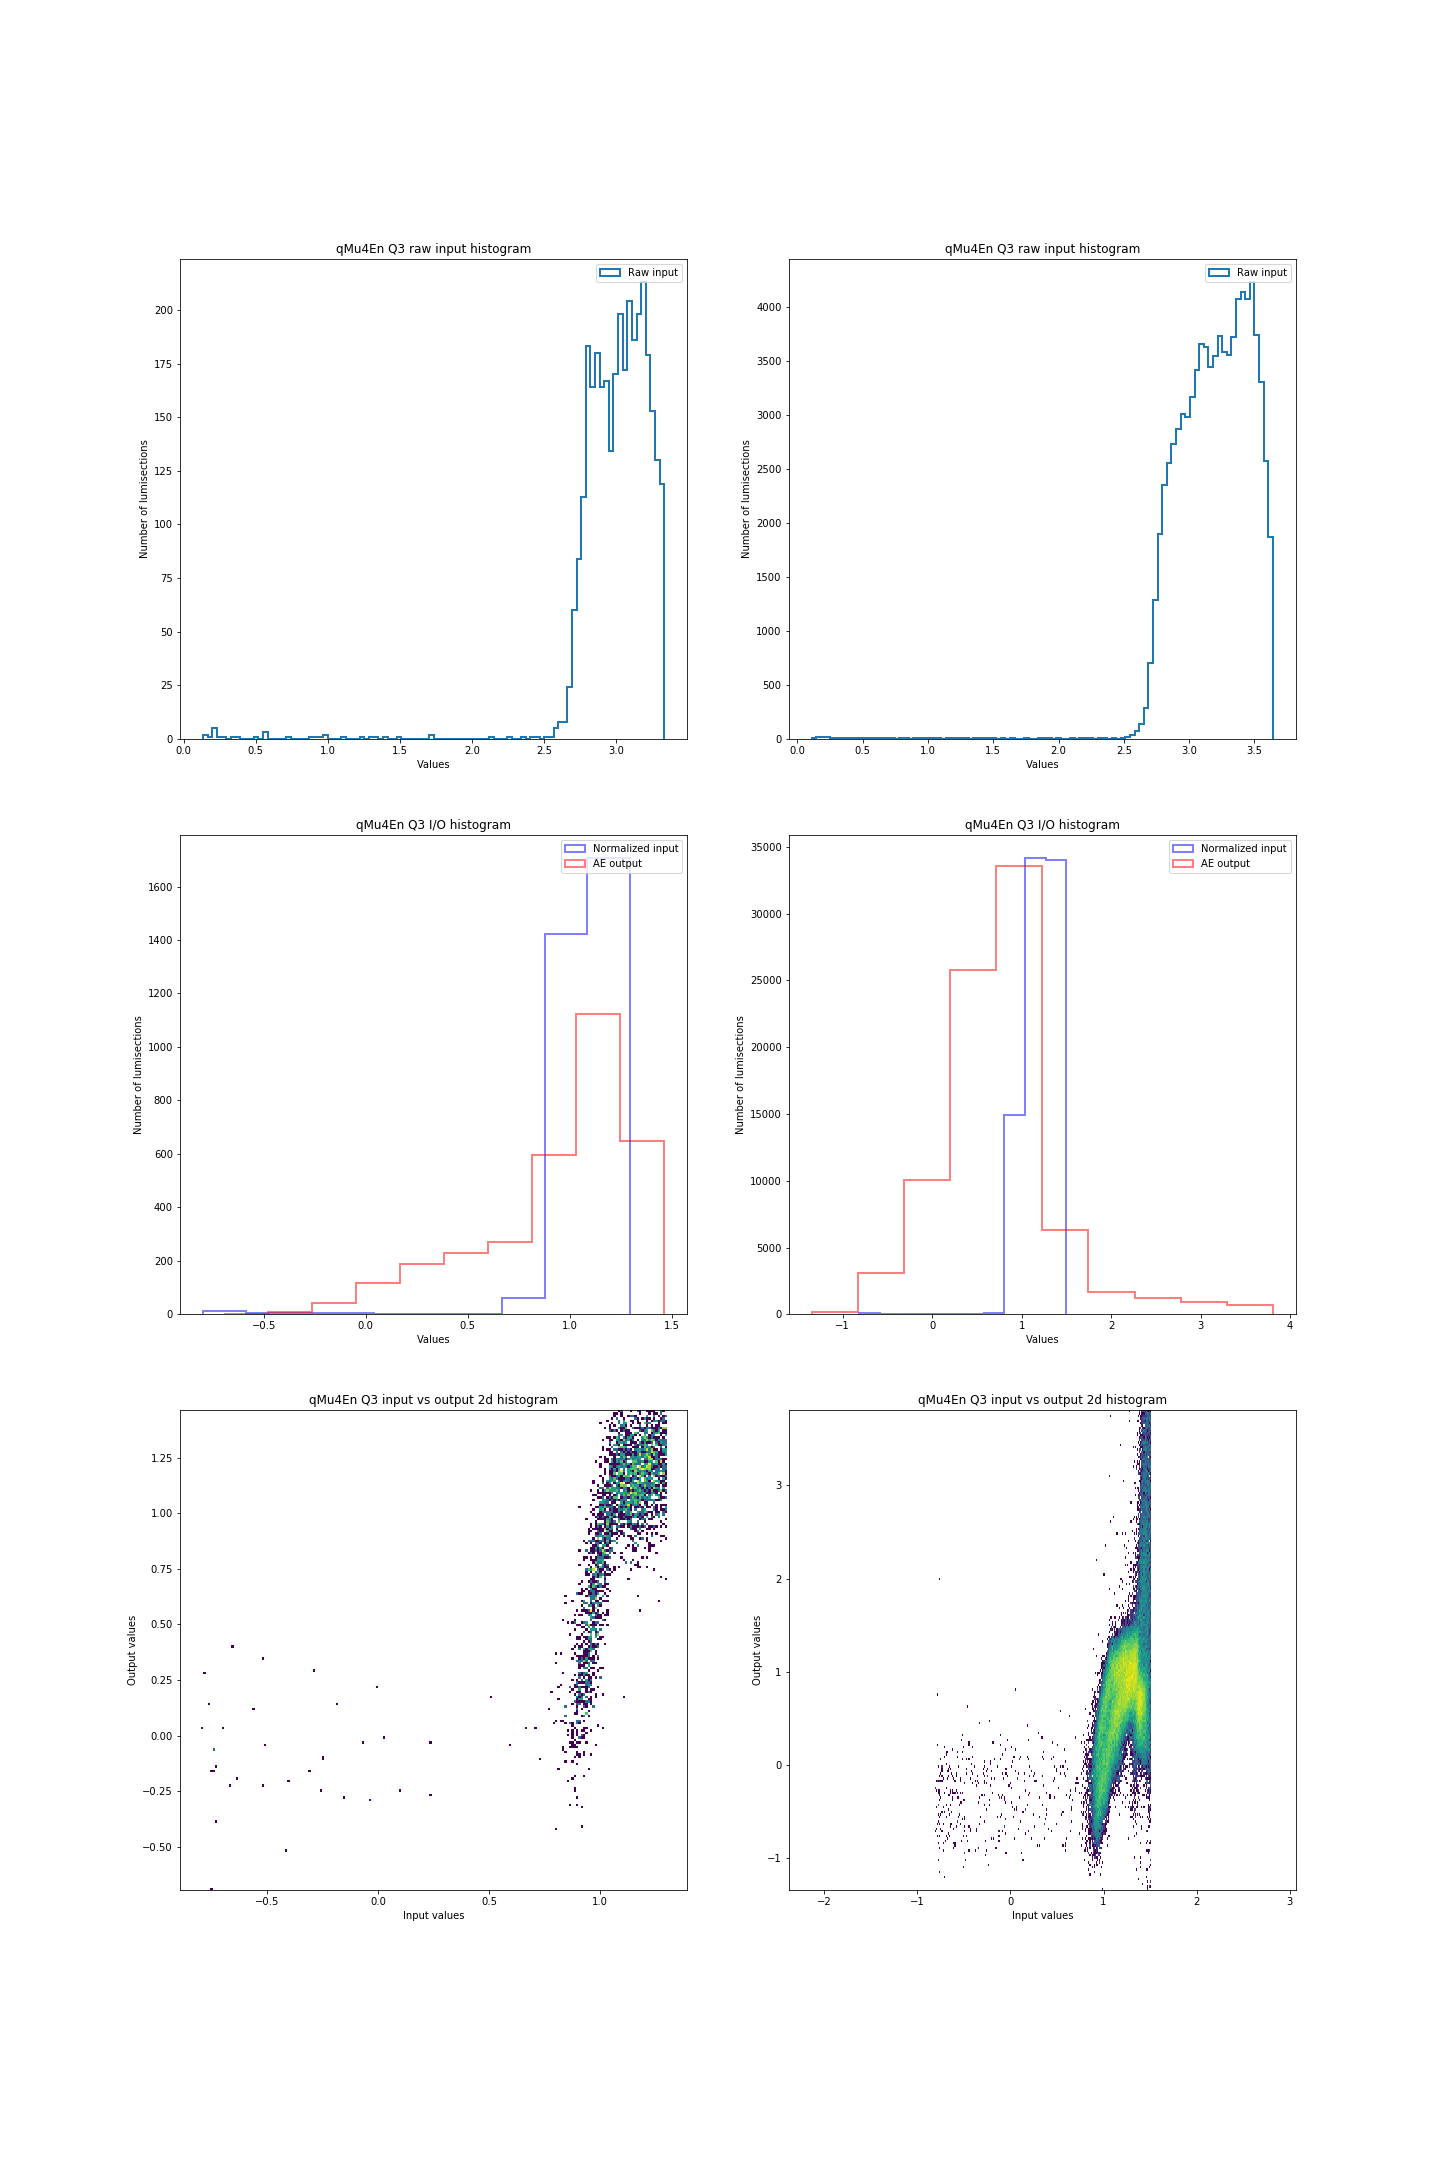 qMu4En Q3 raw input histogram
Raw input
Number of lumisections
200
175
150
125
100
75
50
25
0
0.0 0.5 1.0 1.5 2.0 2.5 3.0
Values
qMu4En Q3 raw input histogram
Raw input
Number of lumisections
4000
3500
3000
2500
2000
1500
1000
500
0
0.0 0.5 1.0 1.5 2.0 2.5 3.0 3.5
Values
qMu4En Q3 I/O histogram
Normalized input
AE output
Number of lumisections
1600
1400
1200
1000
800
600
400
200
0
−0.5 0.0 0.5 1.0 1.5
Values
qMu4En Q3 I/O histogram
Normalized input
AE output
Number of lumisections
35000
30000
25000
20000
15000
10000
5000
0
−1 0 1 2 3 4
Values
qMu4En Q3 input vs output 2d histogram
Output values
1.25
1.00
0.75
0.50
0.25
0.00
−0.25
−0.50
−0.5 0.0 0.5 1.0
Input values
qMu4En Q3 input vs output 2d histogram
Output values
3
2
1
0
−1
−2 −1 0 1 2 3
Input values